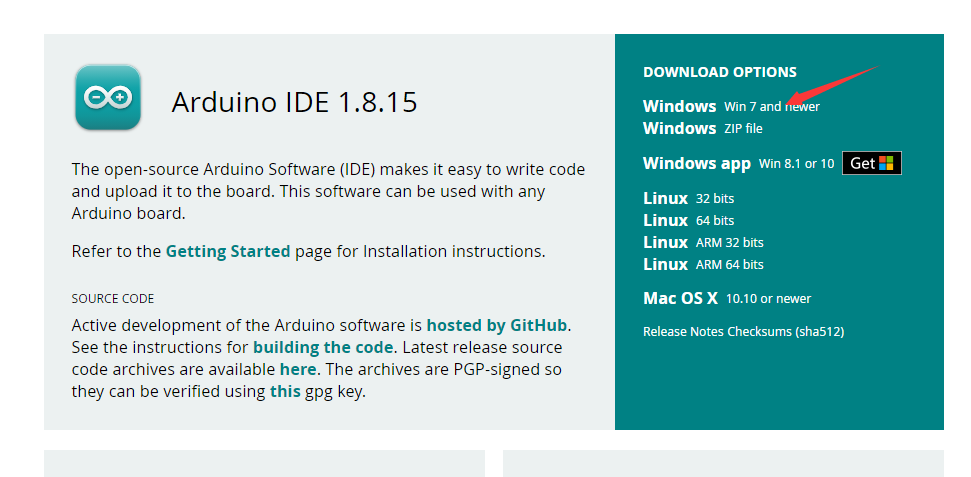 Arduino IDE 1.8.15
The open-source Arduino Software (IDE) makes it easy to write code
and upload it to the board. This software can be used with any
Arduino board.
Refer to the Getting Started page for Installation instructions.
SOURCE CODE
Active development of the Arduino software is hosted by GitHub.
See the instructions for building the code. Latest release source
code archives are available here. The archives are PGP-signed so
they can be verified using this gpg key.
DOWNLOAD OPTIONS
Windows Win 7 and newer
Windows ZIP file
Windows app Win 8.1 or 10 Get
Linux 32 bits
Linux 64 bits
Linux ARM 32 bits
Linux ARM 64 bits
Mac OS X 10.10 or newer
Release Notes Checksums (sha512)